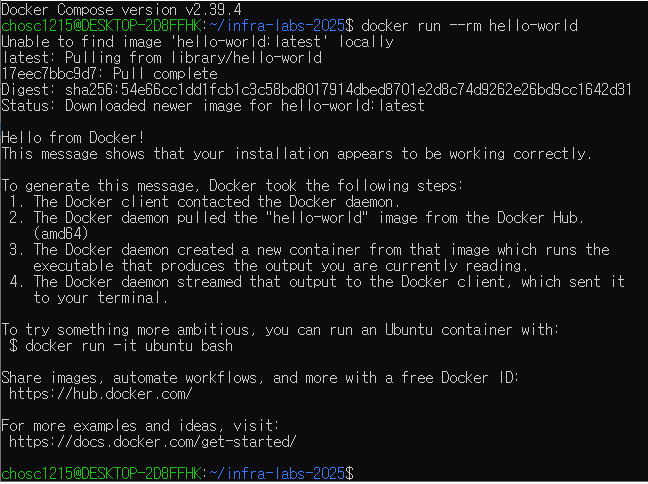 Docker Compose version v2.39.4
chosc1215@DESKTOP-2D8FFHK:~/infra-labs-2025$ docker run --rm hello-world
Unable to find image 'hello-world:latest' locally
latest: Pulling from library/hello-world
17eec7bbc9d7: Pull complete
Digest: sha256:54e66cc1dd1fcb1c3c58bd8017914dbed8701e2d8c74d9262e26bd9cc1642d31
Status: Downloaded newer image for hello-world:latest

Hello from Docker!
This message shows that your installation appears to be working correctly.

To generate this message, Docker took the following steps:
 1. The Docker client contacted the Docker daemon.
 2. The Docker daemon pulled the "hello-world" image from the Docker Hub.
    (amd64)
 3. The Docker daemon created a new container from that image which runs the
    executable that produces the output you are currently reading.
 4. The Docker daemon streamed that output to the Docker client, which sent it
    to your terminal.

To try something more ambitious, you can run an Ubuntu container with:
 $ docker run -it ubuntu bash

Share images, automate workflows, and more with a free Docker ID:
 https://hub.docker.com/

For more examples and ideas, visit:
 https://docs.docker.com/get-started/

chosc1215@DESKTOP-2D8FFHK:~/infra-labs-2025$